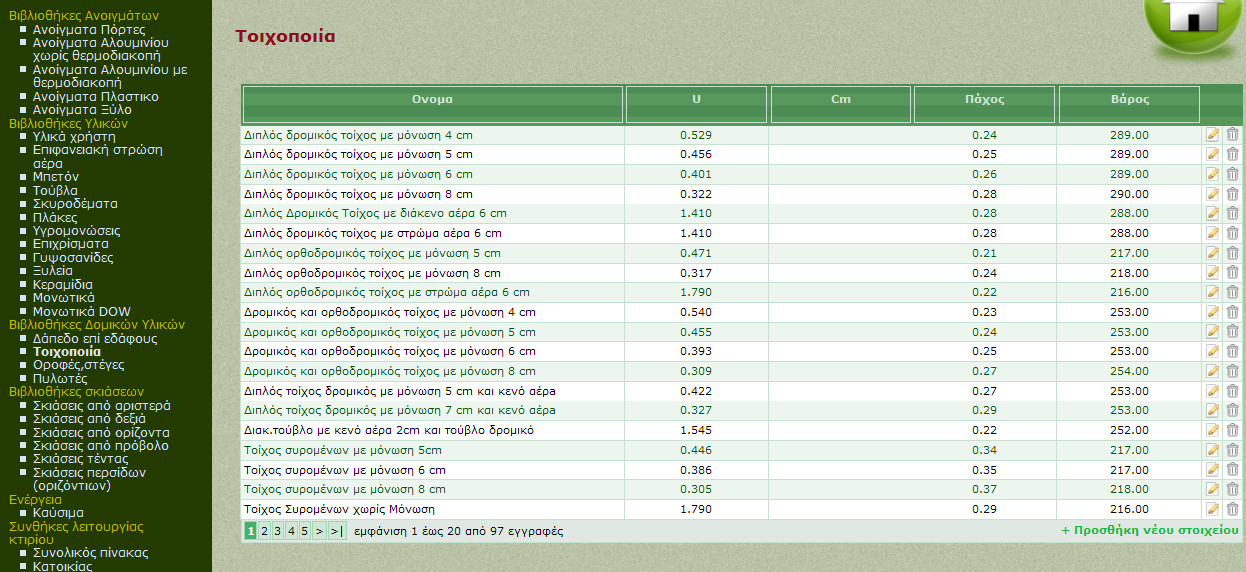 Βιβλιοθήκες Ανοιγμάτων
Ανοίγματα Πόρτες
Ανοίγματα Αλουμινίου
χωρίς θερμοδιακοπή
Ανοίγματα Αλουμινίου με
θερμοδιακοπή
Ανοίγματα Πλαστικο
Ανοίγματα Ξύλο
Βιβλιοθήκες Υλικών
Υλικά χρήστη
Επιφανειακή στρώση
αέρα
Μπετόν
Τούβλα
Σκυροδέματα
Πλάκες
Υγρομονώσεις
Επιχρίσματα
Γυψοσανίδες
Ξυλεία
Κεραμίδια
Μονωτικά
Μονωτικά DOW
Βιβλιοθήκες Δομικών Υλικών
Δάπεδο επί εδάφους
Τοιχοποιία
Οροφές,στέγες
Πυλωτές
Βιβλιοθήκες σκιάσεων
Σκιάσεις από αριστερά
Σκιάσεις από δεξιά
Σκιάσεις από ορίζοντα
Σκιάσεις από πρόβολο
Σκιάσεις τέντας
Σκιάσεις περσίδων
(οριζόντιων)
Ενέργεια
Καύσιμα
Συνθήκες λειτουργίας
κτιρίου
Συνολικός πίνακας
Κατοικίας
Τοιχοποιία
Ονομα U Cm Πάχος Βάρος
Διπλός δρομικός τοίχος με μόνωση 4 cm 0.529 0.24 289.00
Διπλός δρομικός τοίχος με μόνωση 5 cm 0.456 0.25 289.00
Διπλός δρομικός τοίχος με μόνωση 6 cm 0.401 0.26 289.00
Διπλός δρομικός τοίχος με μόνωση 8 cm 0.322 0.28 290.00
Διπλός Δρομικός Τοίχος με διάκενο αέρα 6 cm 1.410 0.28 288.00
Διπλός δρομικός τοίχος με στρώμα αέρα 6 cm 1.410 0.28 288.00
Διπλός ορθοδρομικός τοίχος με μόνωση 5 cm 0.471 0.21 217.00
Διπλός ορθοδρομικός τοίχος με μόνωση 8 cm 0.317 0.24 218.00
Διπλός ορθοδρομικός τοίχος με στρώμα αέρα 6 cm 1.790 0.22 216.00
Δρομικός και ορθοδρομικός τοίχος με μόνωση 4 cm 0.540 0.23 253.00
Δρομικός και ορθοδρομικός τοίχος με μόνωση 5 cm 0.455 0.24 253.00
Δρομικός και ορθοδρομικός τοίχος με μόνωση 6 cm 0.393 0.25 253.00
Δρομικός και ορθοδρομικός τοίχος με μόνωση 8 cm 0.309 0.27 254.00
Διπλός τοίχος δρομικός με μόνωση 5 cm και κενό αέρα 0.422 0.27 253.00
Διπλός τοίχος δρομικός με μόνωση 7 cm και κενό αέρα 0.327 0.29 253.00
Διακ.τούβλο με κενό αέρα 2cm και τούβλο δρομικό 1.545 0.22 252.00
Τοίχος συρομένων με μόνωση 5cm 0.446 0.34 217.00
Τοίχος συρομένων με μόνωση 6 cm 0.386 0.35 217.00
Τοίχος συρομένων με μόνωση 8 cm 0.305 0.37 218.00
Τοίχος Συρομένων χωρίς Μόνωση 1.790 0.29 216.00
1 2 3 4 5 > >| εμφάνιση 1 έως 20 από 97 εγγραφές + Προσθήκη νέου στοιχείου